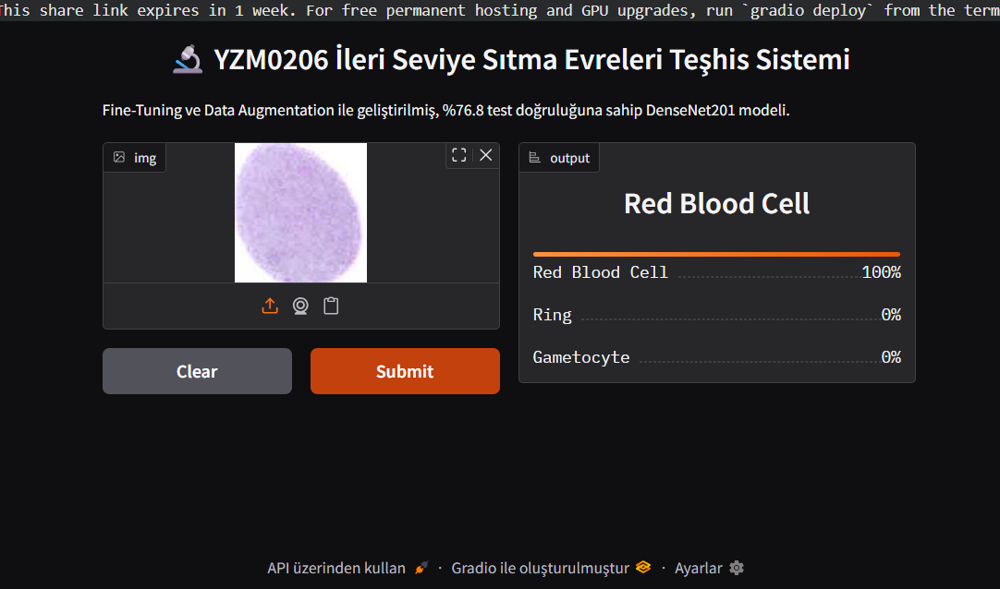 This share link expires in 1 week. For free permanent hosting and GPU upgrades, run `gradio deploy` from the term
YZM0206 İleri Seviye Sıtma Evreleri Teşhis Sistemi
Fine-Tuning ve Data Augmentation ile geliştirilmiş, %76.8 test doğruluğuna sahip DenseNet201 modeli.
img
Clear
Submit
output
Red Blood Cell
Red Blood Cell 100%
Ring 0%
Gametocyte 0%
API üzerinden kullan · Gradio ile oluşturulmuştur · Ayarlar